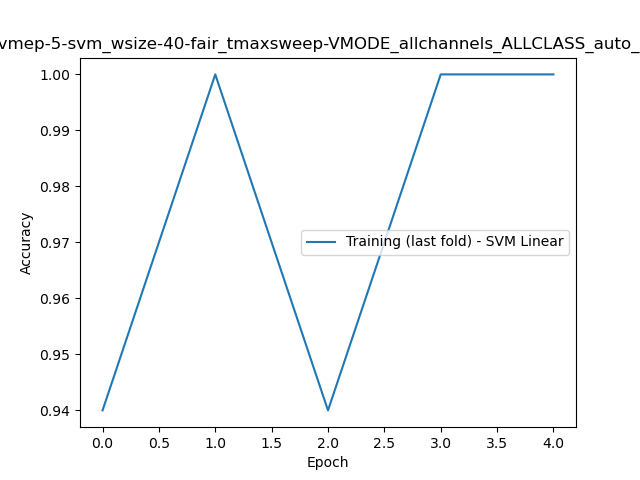 vmep-5-svm_wsize-40-fair_tmaxsweep-VMODE_allchannels_ALLCLASS_auto_
1.00
0.99
0.98
0.97
0.96
0.95
0.94
Accuracy
Training (last fold) - SVM Linear
0.0 0.5 1.0 1.5 2.0 2.5 3.0 3.5 4.0
Epoch